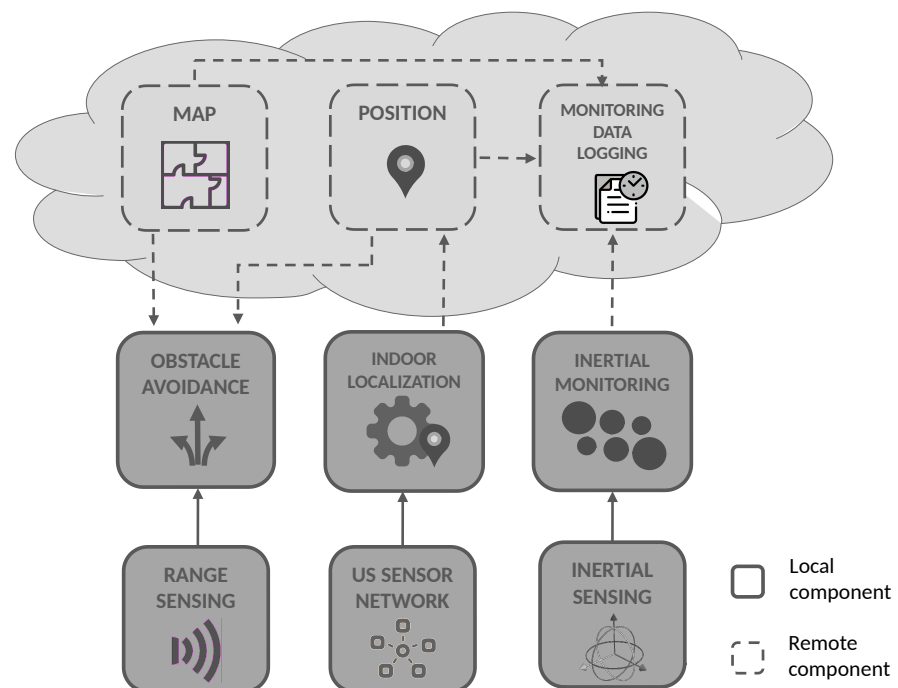 MAP
POSITION
MONITORING
DATA
LOGGING
OBSTACLE
AVOIDANCE
INDOOR
LOCALIZATION
INERTIAL
MONITORING
RANGE
SENSING
US SENSOR
NETWORK
INERTIAL
SENSING
Local
component
Remote
component